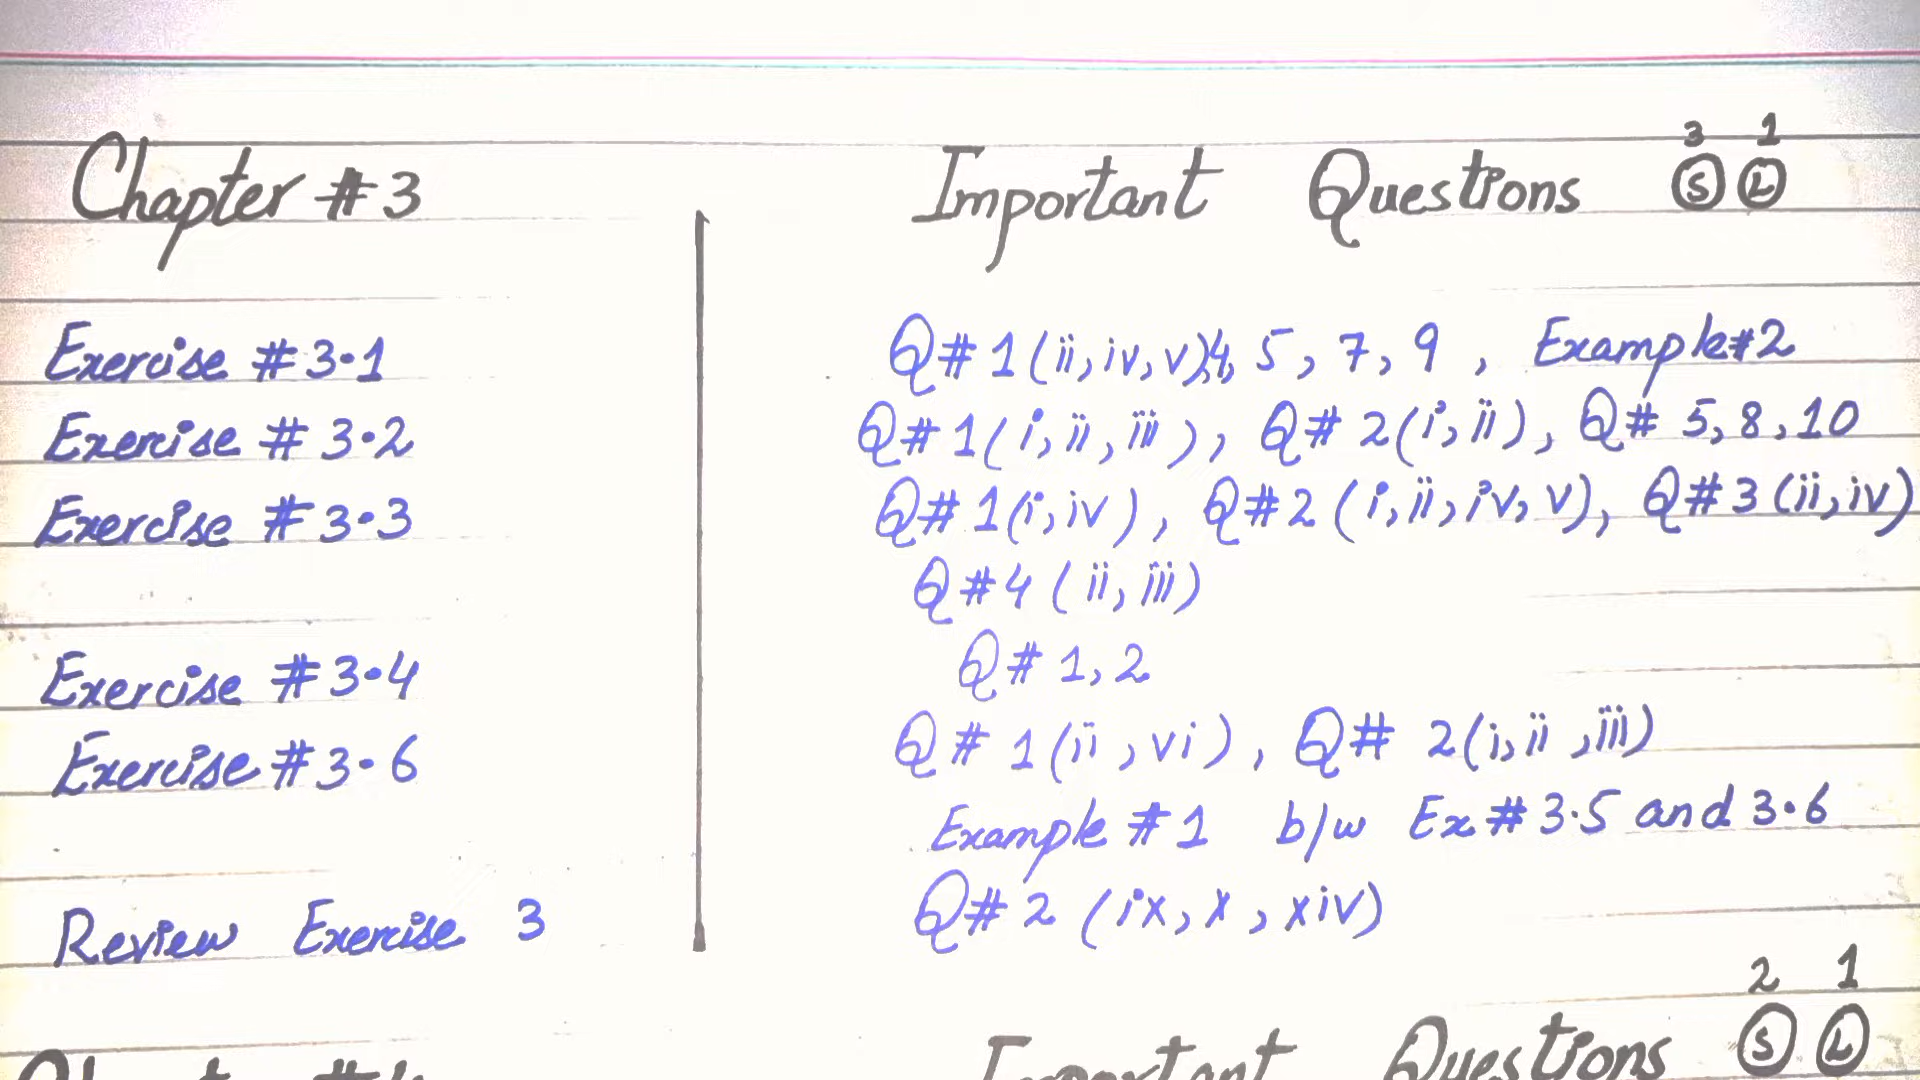 3 1
Chapter # 3 Important Questions S L
Exercise # 3.1 Q# 1(ii, iv, v),4, 5, 7, 9, Example#2
Exercise # 3.2 Q# 1(i, ii, iii), Q# 2(i, ii), Q# 5, 8, 10
Exercise # 3.3 Q# 1(i, iv), Q#2 (i, ii, iv, v), Q#3 (ii, iv)
Q#4 (ii, iii)
Exercise # 3.4 Q# 1, 2
Exercise # 3.6 Q# 1(ii, vi), Q# 2(i, ii, iii)
Example # 1 b/w Ex# 3.5 and 3.6
Review Exercise 3 Q# 2 (ix, x, xiv)
2 1
Important Questions S L